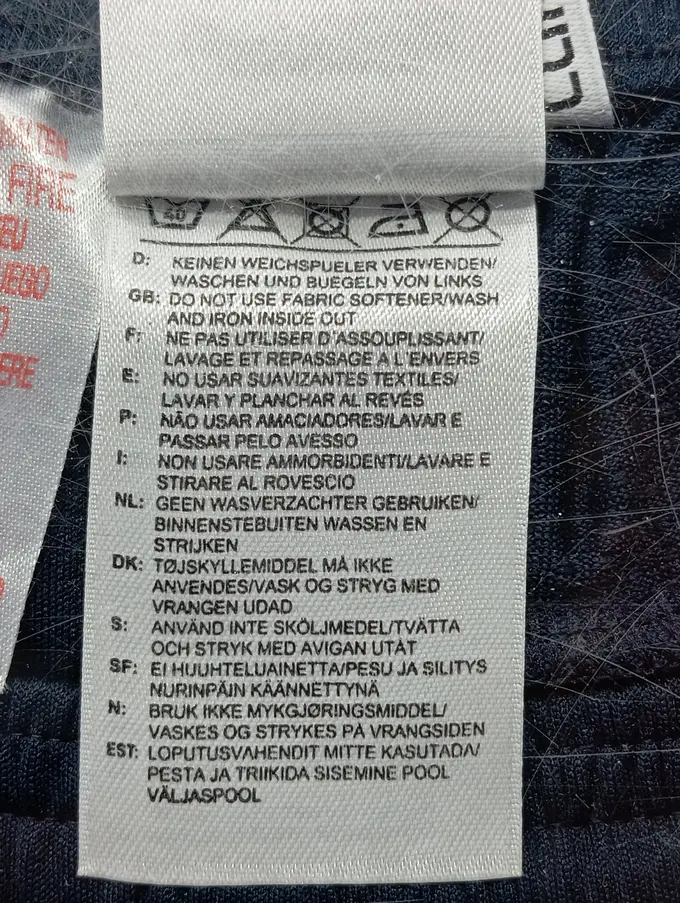 40
D: KEINEN WEICHSPUELER VERWENDEN/
WASCHEN UND BUEGELN VON LINKS
GB: DO NOT USE FABRIC SOFTENER/WASH
AND IRON INSIDE OUT
F: NE PAS UTILISER D'ASSOUPLISSANT/
LAVAGE ET REPASSAGE A L'ENVERS
E: NO USAR SUAVIZANTES TEXTILES/
LAVAR Y PLANCHAR AL REVÉS
P: NÃO USAR AMACIADORES/LAVAR E
PASSAR PELO AVESSO
I: NON USARE AMMORBIDENTI/LAVARE E
STIRARE AL ROVESCIO
NL: GEEN WASVERZACHTER GEBRUIKEN/
BINNENSTEBUITEN WASSEN EN
STRIJKEN
DK: TØJSKYLLEMIDDEL MÅ IKKE
ANVENDES/VASK OG STRYG MED
VRANGEN UDAD
S: ANVÄND INTE SKÖLJMEDEL/TVÄTTA
OCH STRYK MED AVIGAN UTÅT
SF: EI HUUHTELUAINETTA/PESU JA SILITYS
NURINPÄIN KÄÄNNETTYNÄ
N: BRUK IKKE MYKGJØRINGSMIDDEL/
VASKES OG STRYKES PÅ VRANGSIDEN
EST: LOPUTUSVAHENDIT MITTE KASUTADA/
PESTA JA TRIIKIDA SISEMINE POOL
VÄLJASPOOL
FIRE